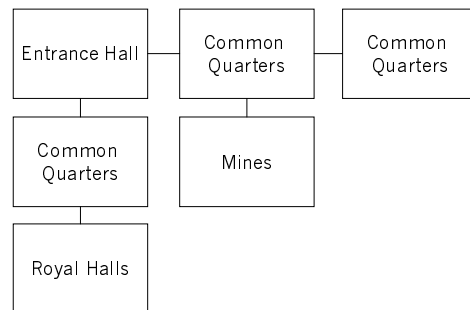 Entrance Hall
Common
Quarters
Common
Quarters
Common
Quarters
Mines
Royal Halls